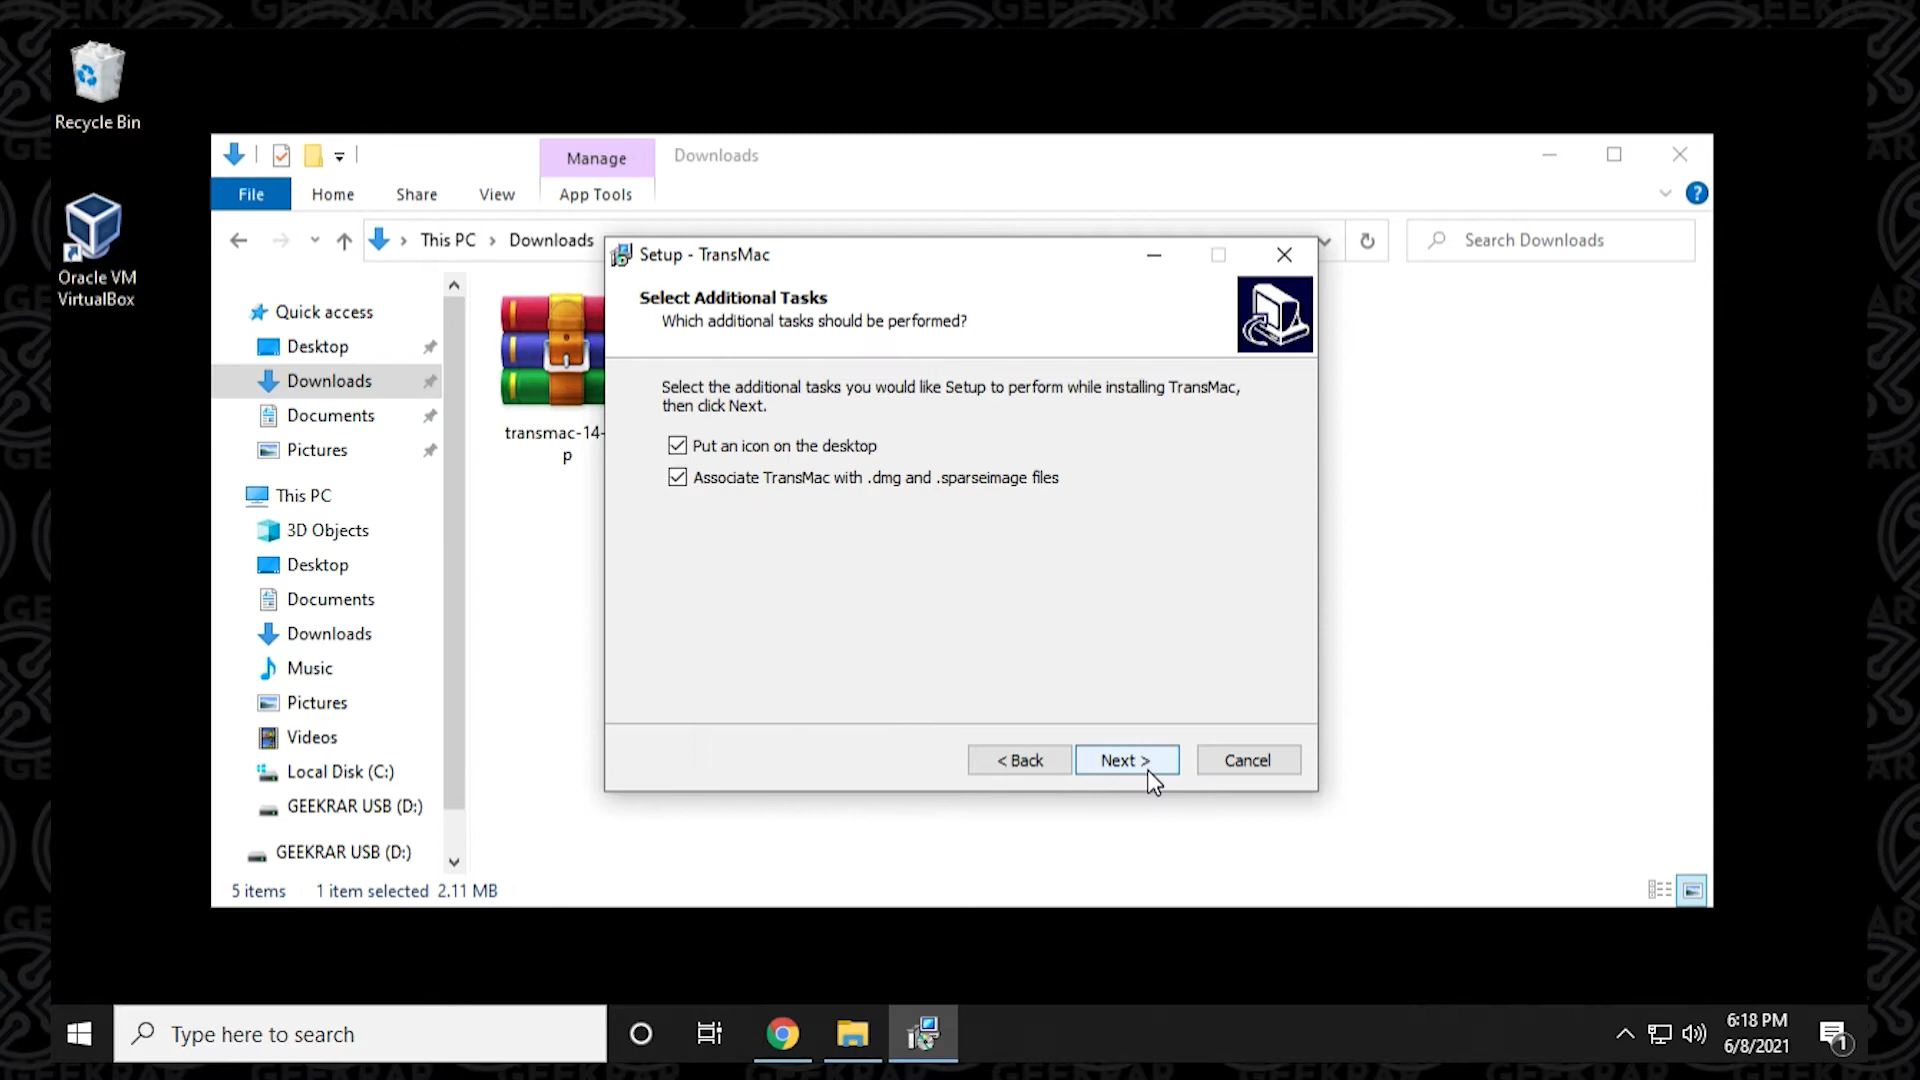 Recycle Bin
Oracle VM
VirtualBox
Manage
Downloads
File
Home
Share
View
App Tools
This PC
Downloads
Search Downloads
Quick access
Desktop
Downloads
Documents
Pictures
This PC
3D Objects
Desktop
Documents
Downloads
Music
Pictures
Videos
Local Disk (C:)
GEEKRAR USB (D:)
GEEKRAR USB (D:)
5 items
1 item selected 2.11 MB
transmac-14-
p
Setup - TransMac
Select Additional Tasks
Which additional tasks should be performed?
Select the additional tasks you would like Setup to perform while installing TransMac,
then click Next.
Put an icon on the desktop
Associate TransMac with .dmg and .sparseimage files
< Back
Next >
Cancel
Type here to search
6:18 PM
6/8/2021
1